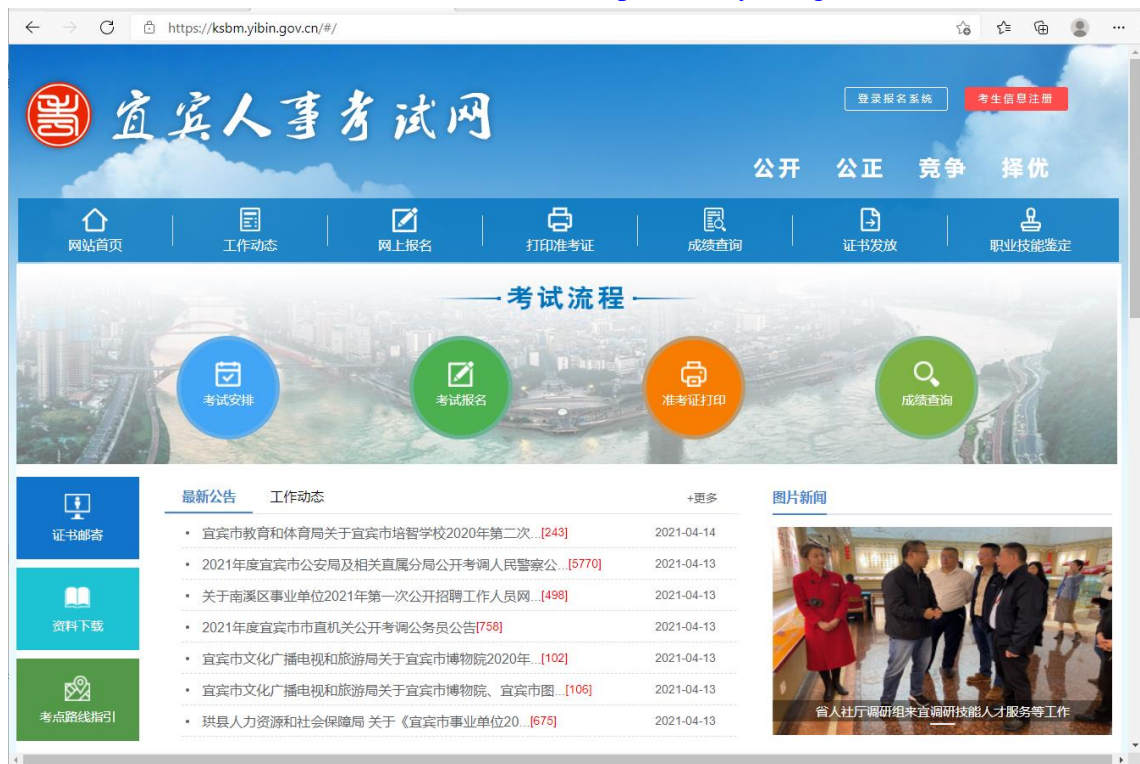 https://ksbm.yibin.gov.cn/#/
宜宾人事考试网
登录报名系统 考生信息注册
公开 公正 竞争 择优
网站首页 工作动态 网上报名 打印准考证 成绩查询 证书发放 职业技能鉴定
考试流程
考试安排 考试报名 准考证打印 成绩查询
证书邮寄
资料下载
考点路线指引
最新公告 工作动态 +更多
宜宾市教育和体育局关于宜宾市培智学校2020年第二次...[243] 2021-04-14
2021年度宜宾市公安局及相关直属分局公开考调人民警察公...[5770] 2021-04-13
关于南溪区事业单位2021年第一次公开招聘工作人员网...[498] 2021-04-13
2021年度宜宾市市直机关公开考调公务员公告[758] 2021-04-13
宜宾市文化广播电视和旅游局关于宜宾市博物院2020年...[102] 2021-04-13
宜宾市文化广播电视和旅游局关于宜宾市博物院、宜宾市图...[106] 2021-04-13
珙县人力资源和社会保障局 关于《宜宾市事业单位20...[675] 2021-04-13
图片新闻
省人社厅调研组来宜调研技能人才服务等工作